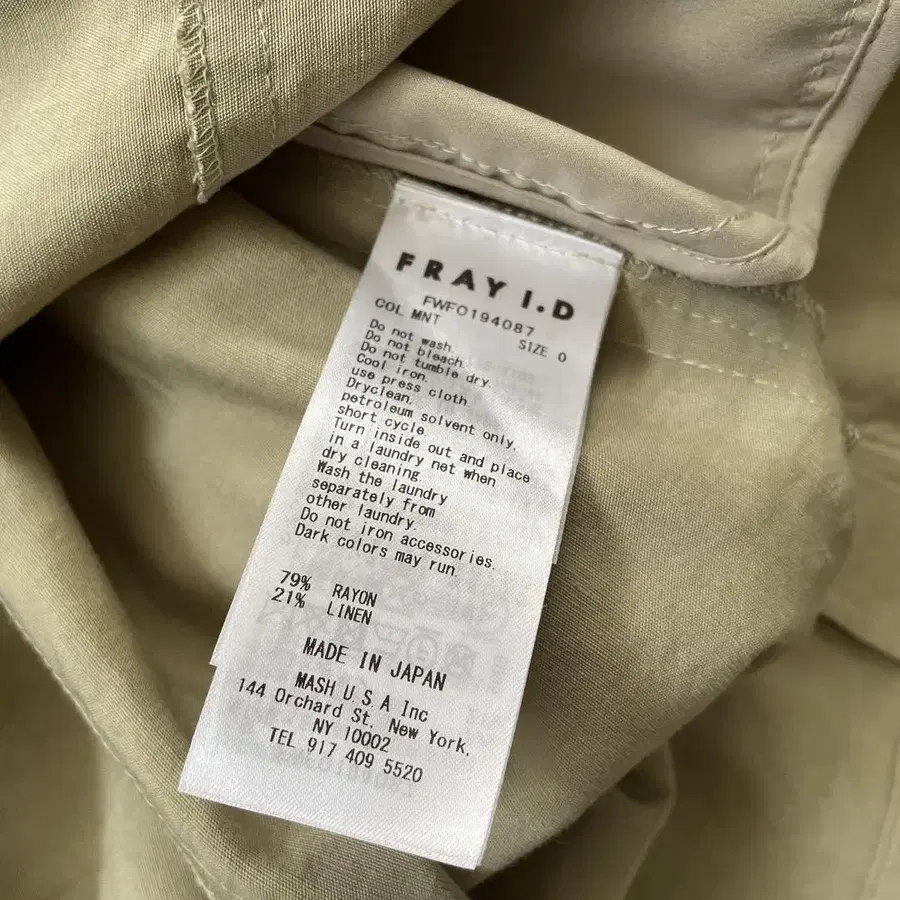 FRAY I.D
FWFO194087
COL MNT SIZE 0
Do not wash.
Do not bleach.
Do not tumble dry.
Cool iron.
use press cloth
Dryclean.
petroleum solvent only.
short cycle.
Turn inside out and place
in a laundry net when
dry cleaning.
Wash the laundry
separately from
other laundry.
Do not iron accessories.
Dark colors may run.
79% RAYON
21% LINEN
MADE IN JAPAN
MASH U.S.A Inc
144 Orchard St. New York,
NY 10002
TEL 917 409 5520